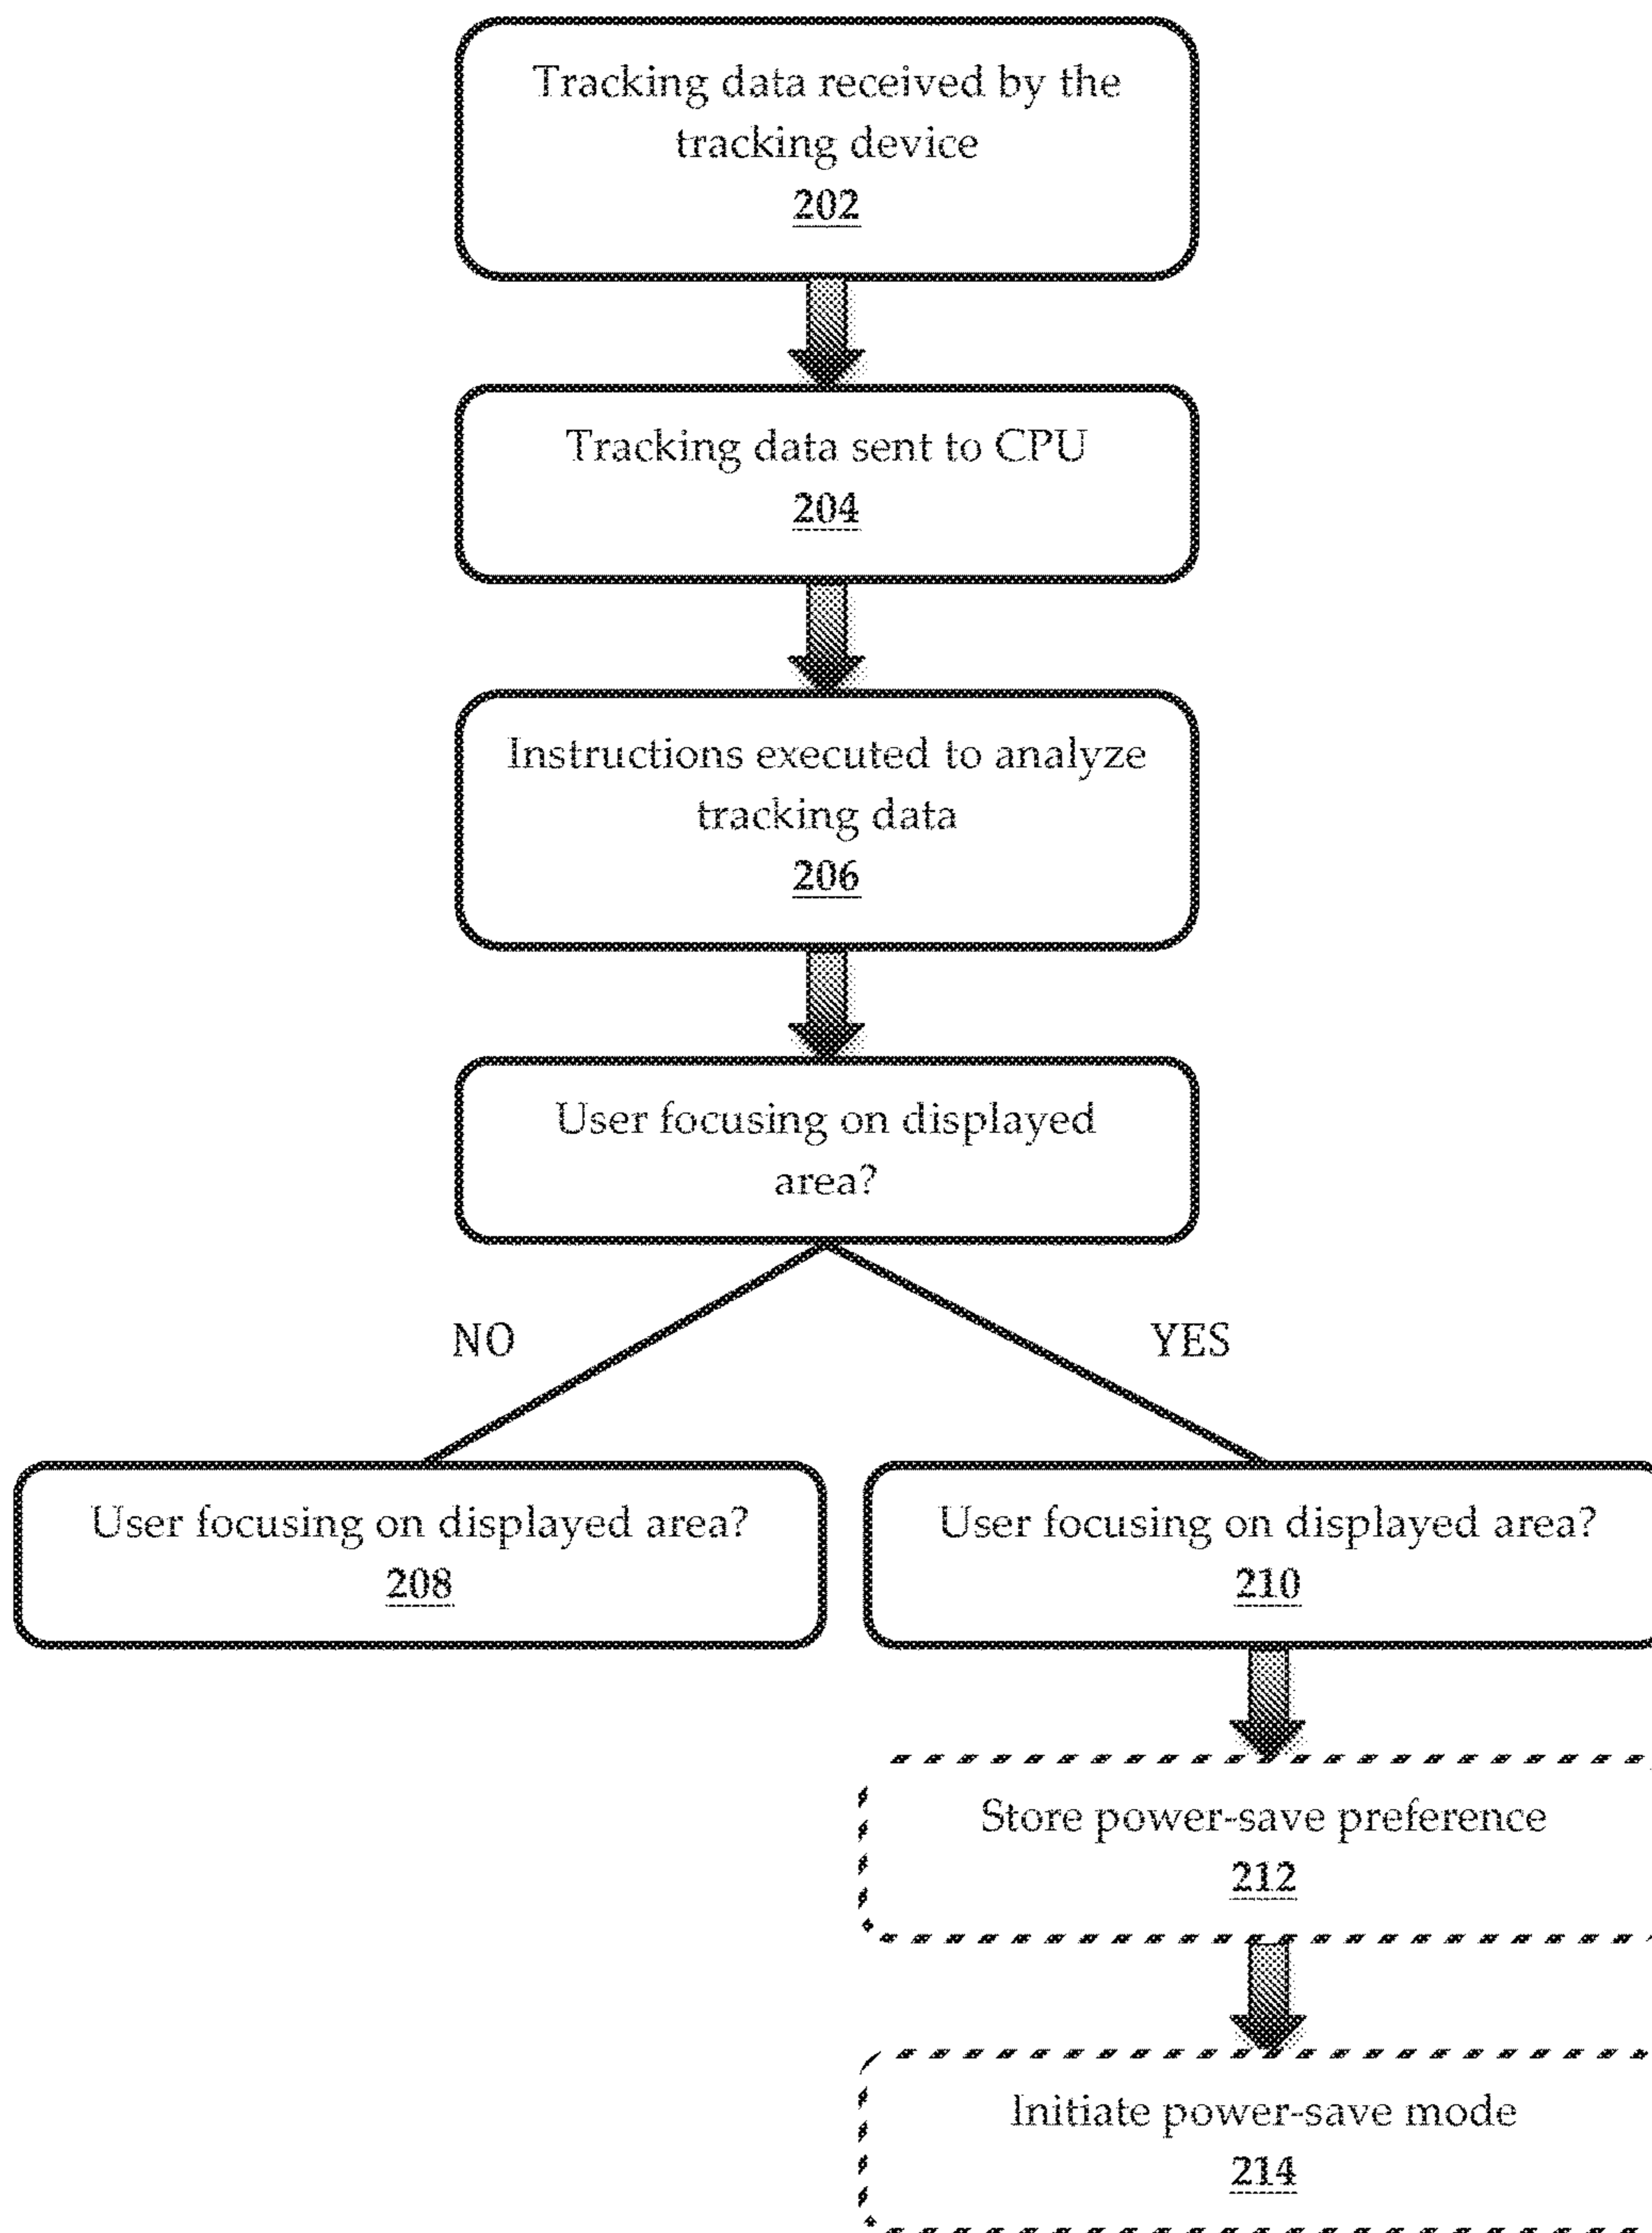 Tracking data received by the
tracking device
202
Tracking data sent to CPU
204
Instructions executed to analyze
tracking data
206
User focusing on displayed
area?
NO
YES
User focusing on displayed area?
208
User focusing on displayed area?
210
Store power-save preference
212
Initiate power-save mode
214